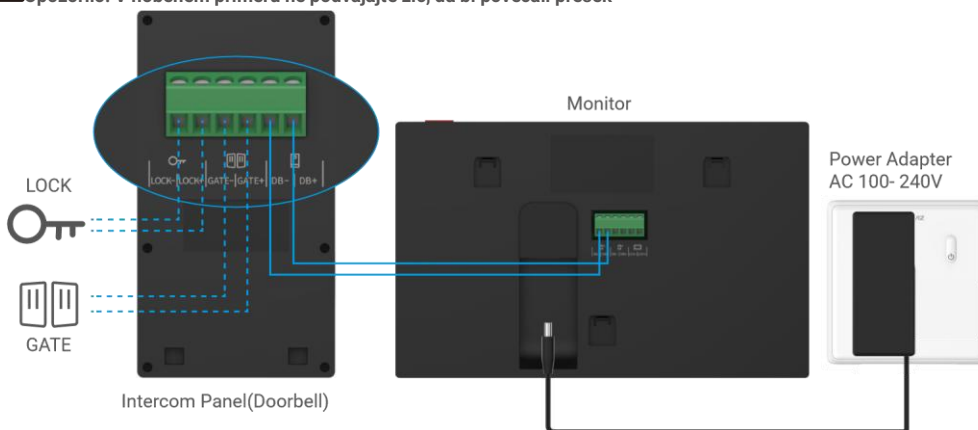 Opozorilo: V nobenem primeru ne podvajajte žic, da bi povečali presek
Monitor
Power Adapter
AC 100- 240V
LOCK- LOCK+ GATE- GATE+ DB- DB+
LOCK
GATE
Intercom Panel(Doorbell)